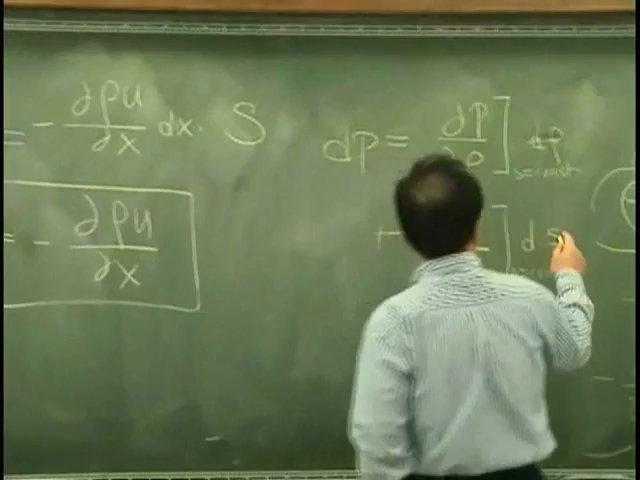 = - ∂ρu/∂x dx · S
= - ∂ρu/∂x
dp = ∂p/∂ρ ] s=const dρ
+ ] ds